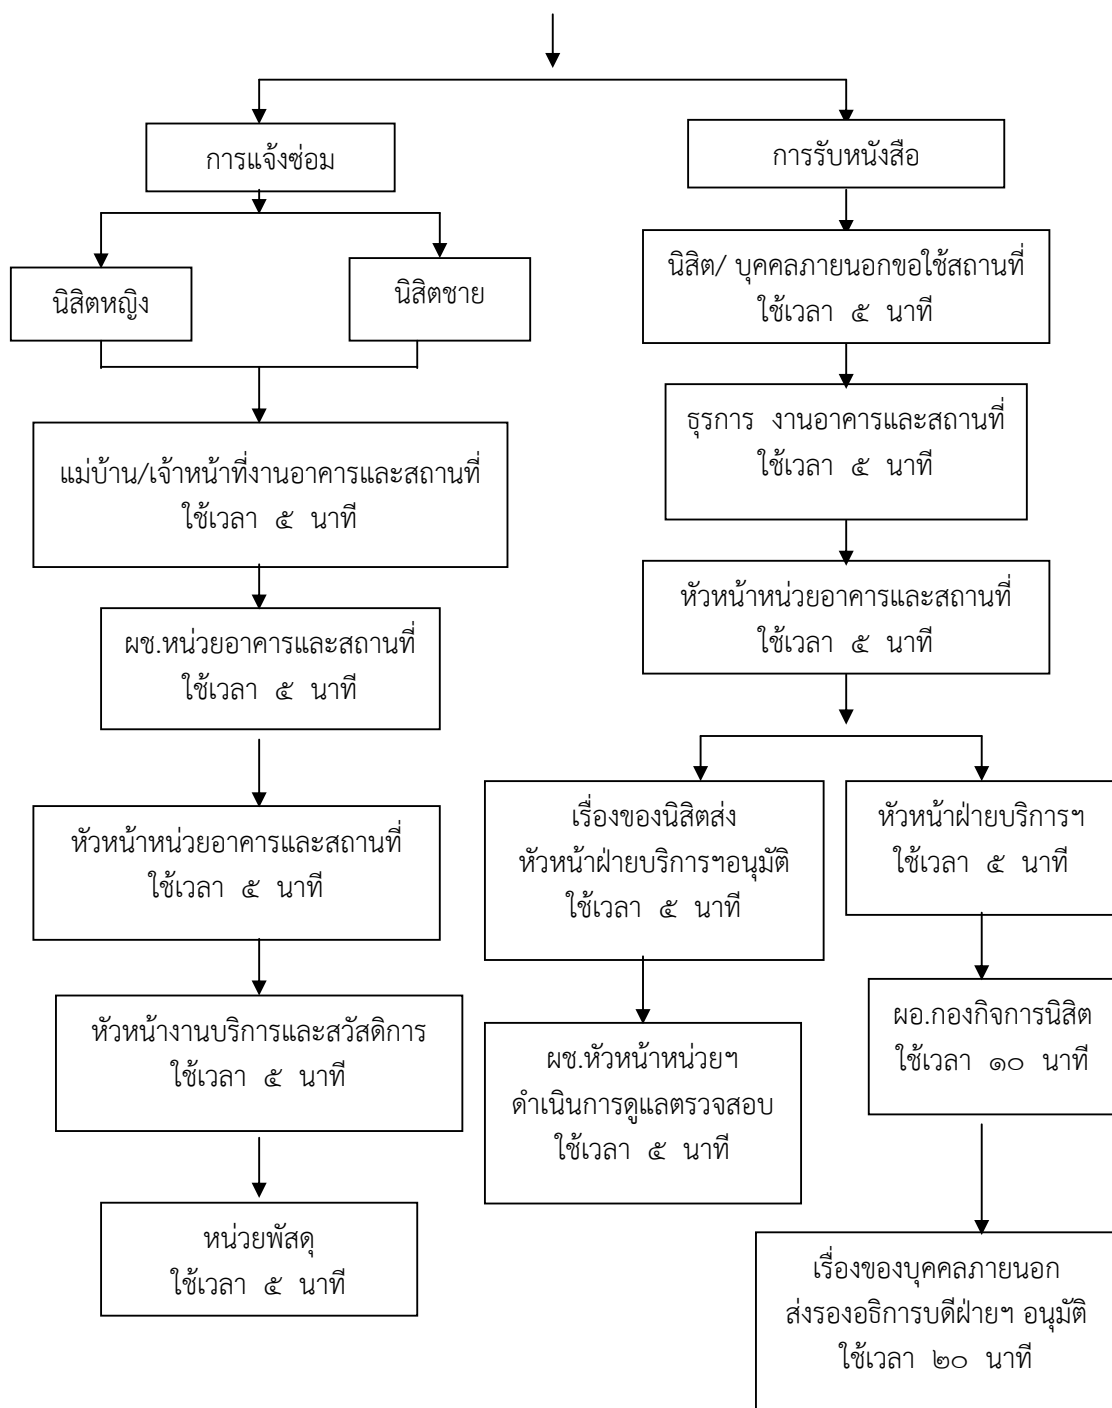 การแจ้งซ่อม
นิสิตหญิง
นิสิตชาย
แม่บ้าน/เจ้าหน้าที่งานอาคารและสถานที่
ใช้เวลา ๕ นาที
ผช.หน่วยอาคารและสถานที่
ใช้เวลา ๕ นาที
หัวหน้าหน่วยอาคารและสถานที่
ใช้เวลา ๕ นาที
หัวหน้างานบริการและสวัสดิการ
ใช้เวลา ๕ นาที
หน่วยพัสดุ
ใช้เวลา ๕ นาที
การรับหนังสือ
นิสิต/ บุคคลภายนอกขอใช้สถานที่
ใช้เวลา ๕ นาที
ธุรการ งานอาคารและสถานที่
ใช้เวลา ๕ นาที
หัวหน้าหน่วยอาคารและสถานที่
ใช้เวลา ๕ นาที
เรื่องของนิสิตส่ง
หัวหน้าฝ่ายบริการฯอนุมัติ
ใช้เวลา ๕ นาที
ผช.หัวหน้าหน่วยฯ
ดำเนินการดูแลตรวจสอบ
ใช้เวลา ๕ นาที
หัวหน้าฝ่ายบริการฯ
ใช้เวลา ๕ นาที
ผอ.กองกิจการนิสิต
ใช้เวลา ๑๐ นาที
เรื่องของบุคคลภายนอก
ส่งรองอธิการบดีฝ่ายฯ อนุมัติ
ใช้เวลา ๒๐ นาที